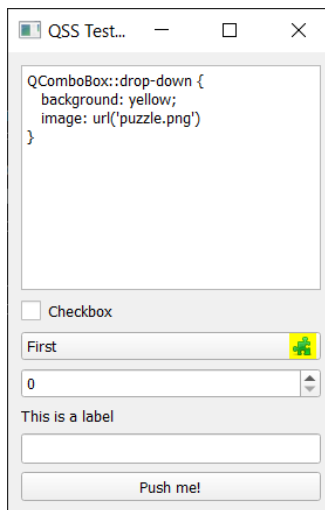 QSS Test...
QComboBox::drop-down {
background: yellow;
image: url('puzzle.png')
}
Checkbox
First
0
This is a label
Push me!